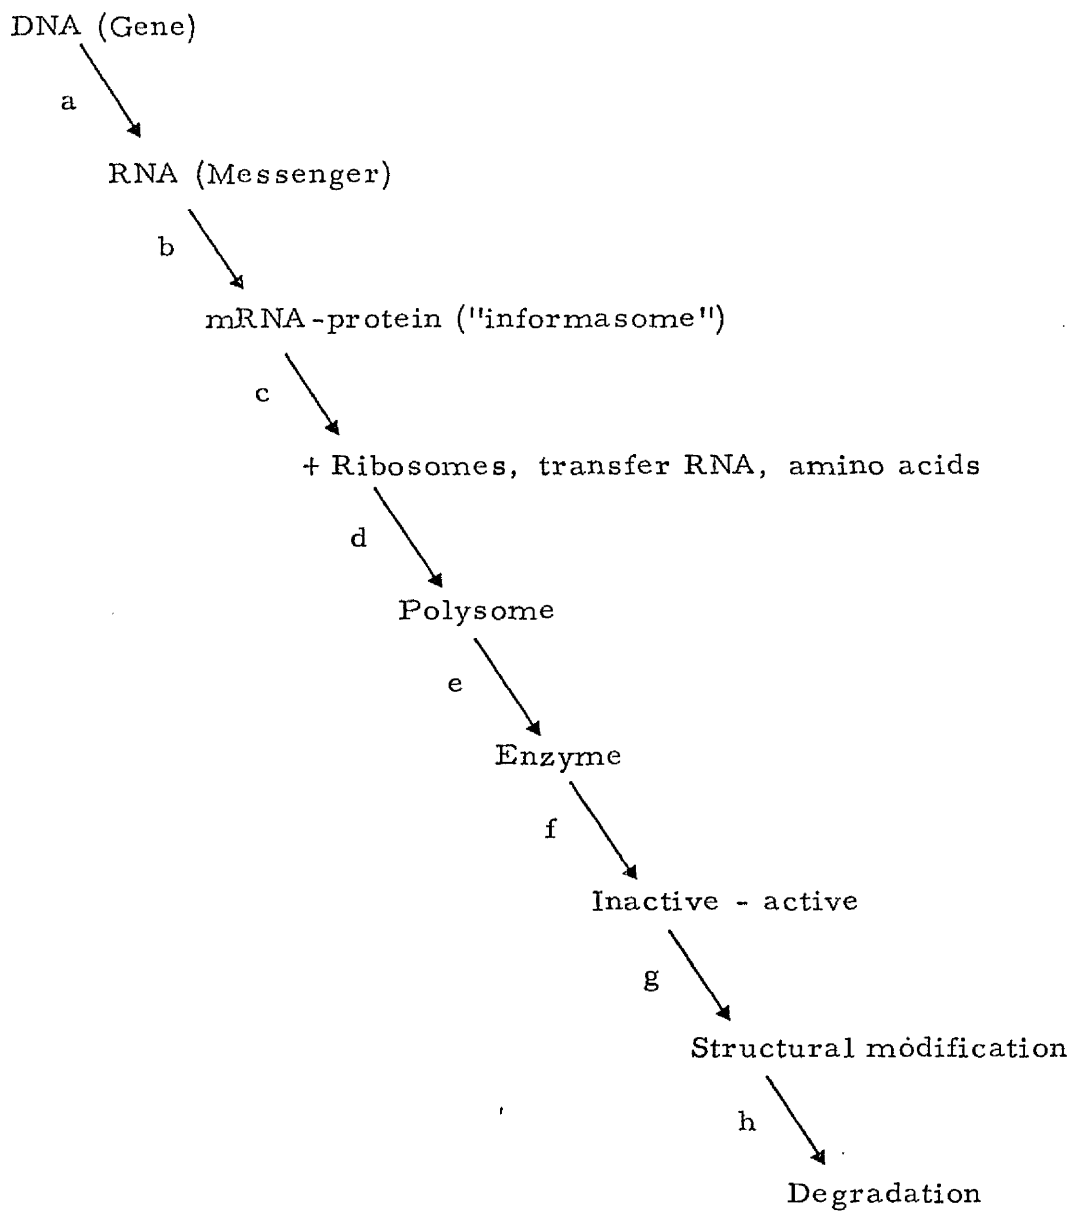 DNA (Gene)
a
RNA (Messenger)
b
mRNA-protein ("informasome")
c
+ Ribosomes, transfer RNA, amino acids
d
Polysome
e
Enzyme
f
Inactive - active
g
Structural modification
h
Degradation